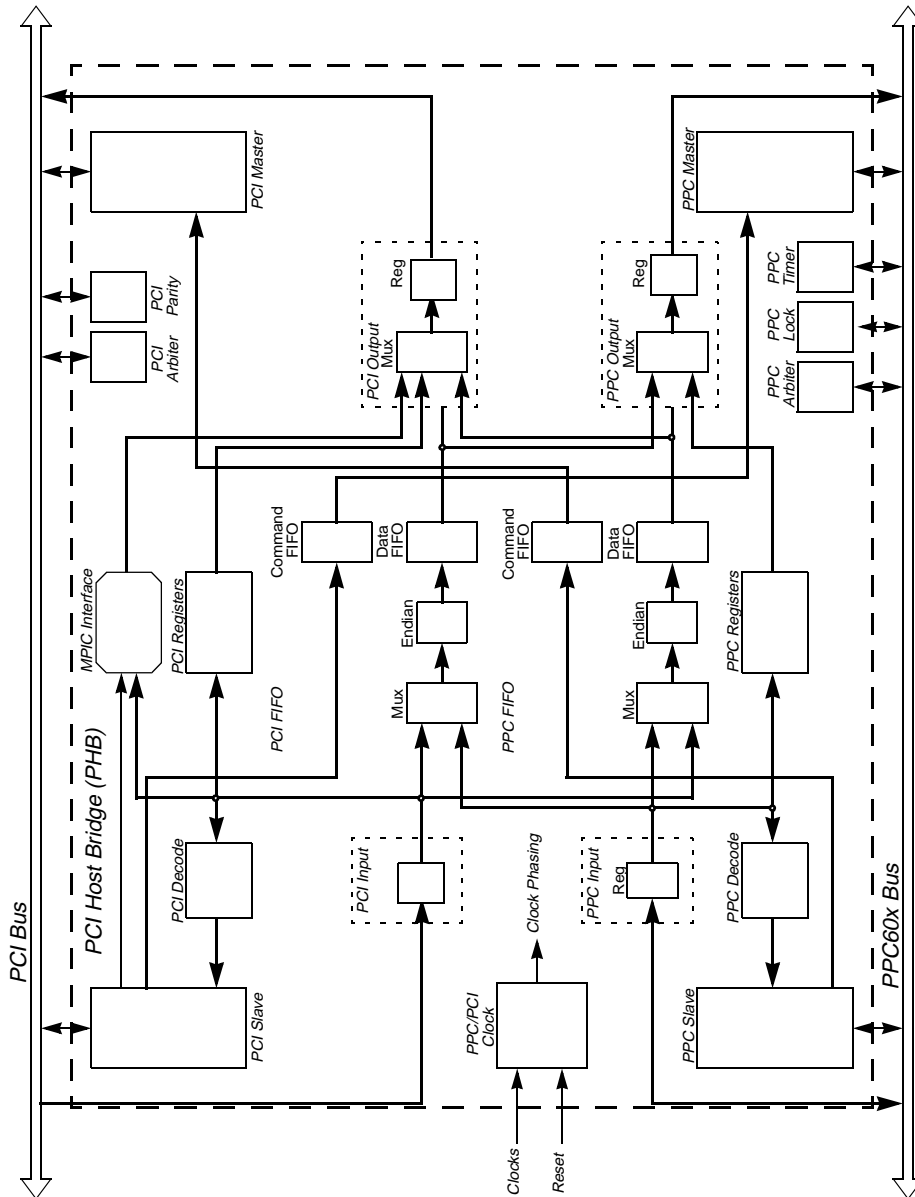 PCI Bus
PCI Host Bridge (PHB)
PCI Slave
PCI Decode
MPIC Interface
PCI Registers
PCI
Arbiter
PCI
Parity
PCI Master
PCI FIFO
Command
FIFO
PCI Input
Mux
Endian
Data
FIFO
PCI Output
Mux
Reg
Clocks
Reset
PPC/PCI
Clock
Clock Phasing
PPC FIFO
Command
FIFO
PPC Input
Reg
Mux
Endian
Data
FIFO
PPC Output
Mux
Reg
PPC Slave
PPC Decode
PPC Registers
PPC
Arbiter
PPC
Lock
PPC
Timer
PPC Master
PPC60x Bus